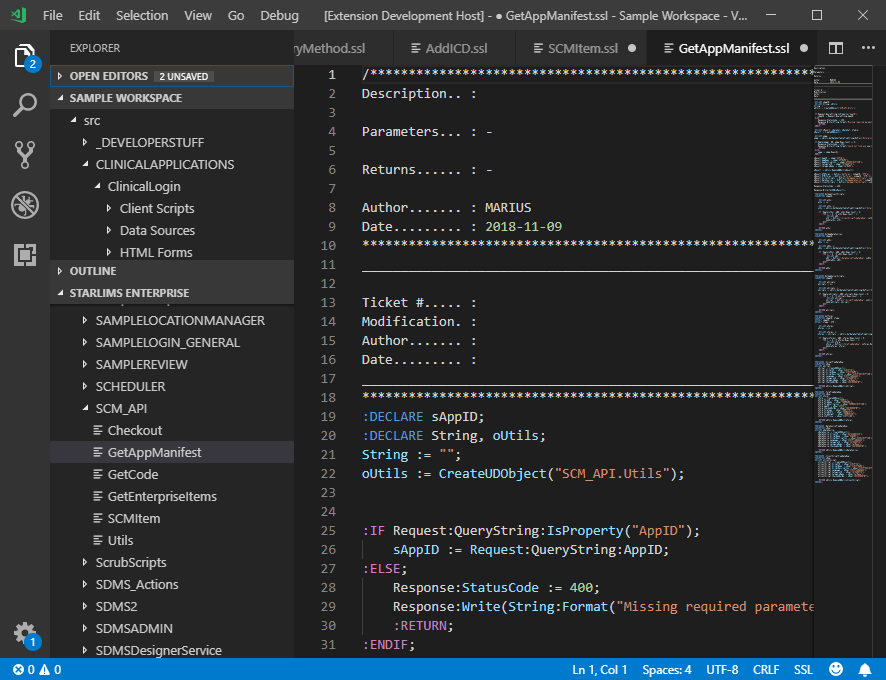 File Edit Selection View Go Debug [Extension Development Host] - ● GetAppManifest.ssl - Sample Workspace - V...
EXPLORER
ryMethod.ssl AddICD.ssl SCMItem.ssl GetAppManifest.ssl
2
OPEN EDITORS 2 UNSAVED
SAMPLE WORKSPACE
src
_DEVELOPERSTUFF
CLINICALAPPLICATIONS
ClinicalLogin
Client Scripts
Data Sources
HTML Forms
OUTLINE
STARLIMS ENTERPRISE
SAMPLELOCATIONMANAGER
SAMPLELOGIN_GENERAL
SAMPLEREVIEW
SCHEDULER
SCM_API
Checkout
GetAppManifest
GetCode
GetEnterpriseItems
SCMItem
Utils
ScrubScripts
SDMS_Actions
SDMS2
SDMSADMIN
SDMSDesignerService
1
1 /**********************************************************
2 Description.. :
3
4 Parameters... : -
5
6 Returns...... : -
7
8 Author....... : MARIUS
9 Date......... : 2018-11-09
10 **********************************************************
11 __________________________________________________________
12
13 Ticket #..... :
14 Modification. :
15 Author....... :
16 Date......... :
17 __________________________________________________________
18 **********************************************************
19 :DECLARE sAppID;
20 :DECLARE String, oUtils;
21 String := "";
22 oUtils := CreateUDObject("SCM_API.Utils");
23
24
25 :IF Request:QueryString:IsProperty("AppID");
26 sAppID := Request:QueryString:AppID;
27 :ELSE;
28 Response:StatusCode := 400;
29 Response:Write(String:Format("Missing required paramete
30 :RETURN;
31 :ENDIF;
0 0 Ln 1, Col 1 Spaces: 4 UTF-8 CRLF SSL